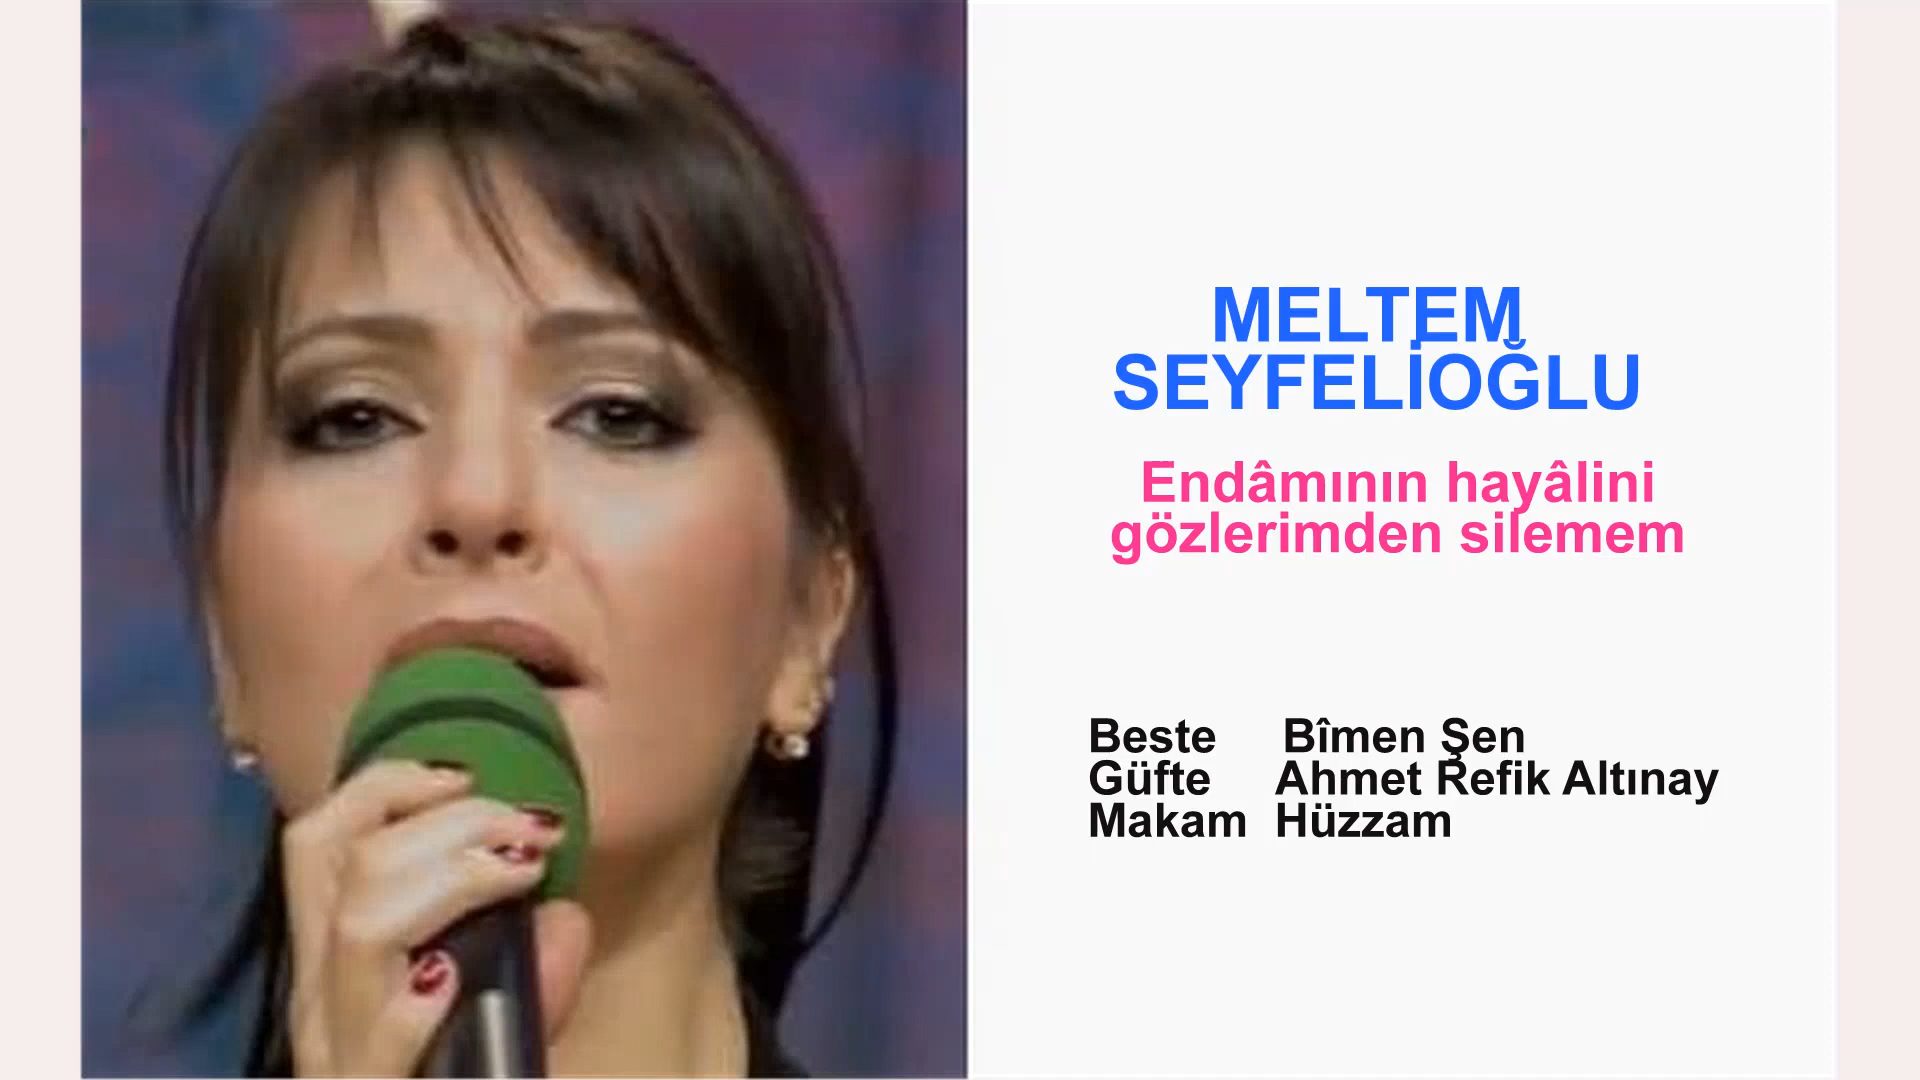 MELTEM
SEYFELİOĞLU
Endâmının hayâlini
gözlerimden silemem
Beste Bîmen Şen
Güfte Ahmet Refik Altınay
Makam Hüzzam